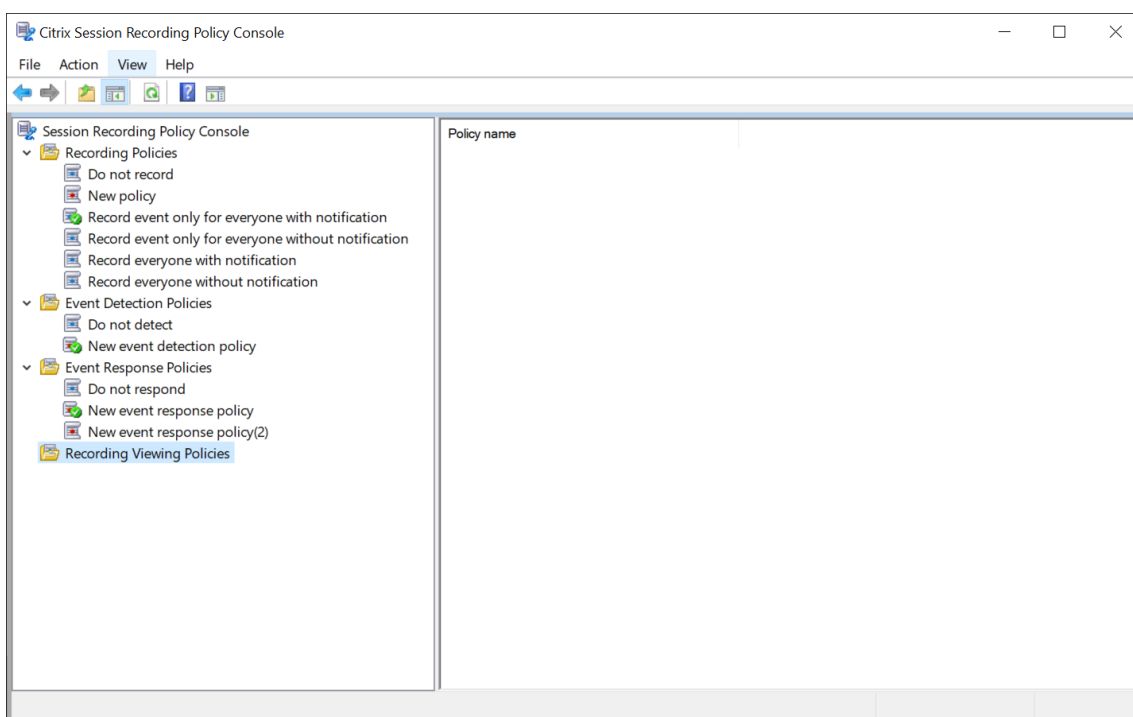 Citrix Session Recording Policy Console
File Action View Help
Session Recording Policy Console
Policy name
Recording Policies
Do not record
New policy
Record event only for everyone with notification
Record event only for everyone without notification
Record everyone with notification
Record everyone without notification
Event Detection Policies
Do not detect
New event detection policy
Event Response Policies
Do not respond
New event response policy
New event response policy(2)
Recording Viewing Policies